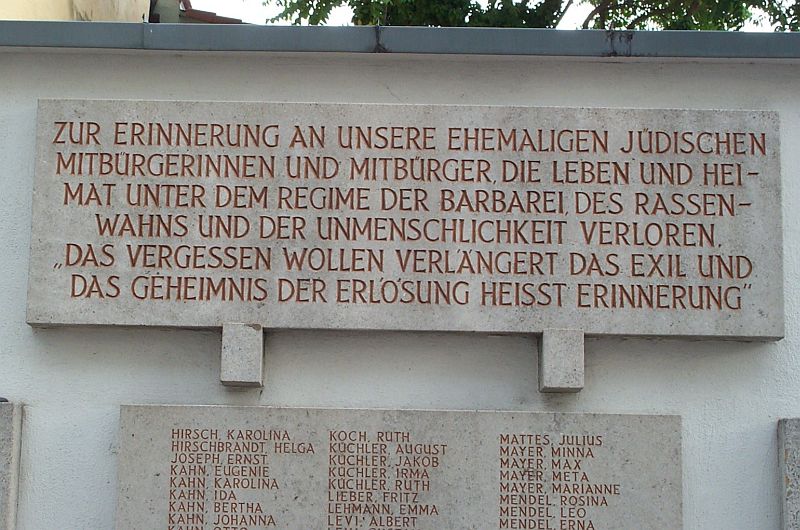 ZUR ERINNERUNG AN UNSERE EHEMALIGEN JÜDISCHEN
MITBÜRGERINNEN UND MITBÜRGER, DIE LEBEN UND HEI-
MAT UNTER DEM REGIME DER BARBAREI, DES RASSEN-
WAHNS UND DER UNMENSCHLICHKEIT VERLOREN.
„DAS VERGESSEN WOLLEN VERLÄNGERT DAS EXIL UND
DAS GEHEIMNIS DER ERLÖSUNG HEISST ERINNERUNG"
HIRSCH, KAROLINA
HIRSCHBRANDT, HELGA
JOSEPH, ERNST
KAHN, EUGENIE
KAHN, KAROLINA
KAHN, IDA
KAHN, BERTHA
KAHN, JOHANNA
KAHN, OTTO
KOCH, RUTH
KÜCHLER, AUGUST
KÜCHLER, JAKOB
KÜCHLER, IRMA
KÜCHLER, RUTH
LIEBER, FRITZ
LEHMANN, EMMA
LEVI, ALBERT
MATTES, JULIUS
MAYER, MINNA
MAYER, MAX
MAYER, META
MAYER, MARIANNE
MENDEL, ROSINA
MENDEL, LEO
MENDEL, ERNA